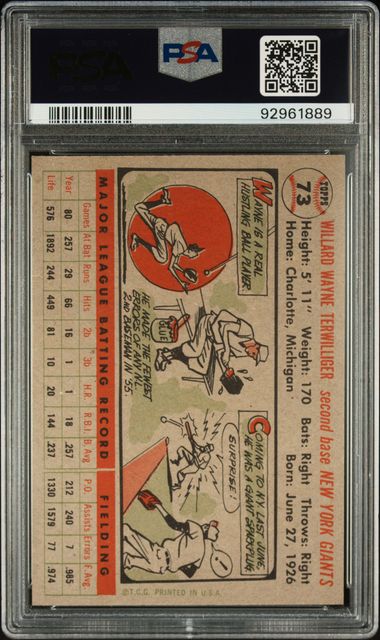 PSA
PSA
92961889
TOPPS
73
WILLARD WAYNE TERWILLIGER second base NEW YORK GIANTS
Height: 5' 11" Weight: 170 Bats: Right Throws: Right
Home: Charlotte, Michigan Born: June 27, 1926
WAYNE IS A REAL
HUSTLING BALL PLAYER.
HE MADE THE FEWEST
ERRORS OF ANY N.L.
2ND BASEMAN IN '55
GLUE
COMING TO N.Y. LAST JUNE,
HE WAS A GIANT SPARKPLUG
SURPRISE!
MAJOR LEAGUE BATTING RECORD FIELDING
Games At Bat Runs Hits 2b 3b H.R. R.B.I. B. Avg. P.O. Assists Errors F. Avg.
Year 80 257 29 66 16 1 1 18 .257 212 240 7 .985
Life 576 1892 244 449 81 10 20 144 .237 1330 1579 77 .974
©T.C.G. PRINTED IN U.S.A.